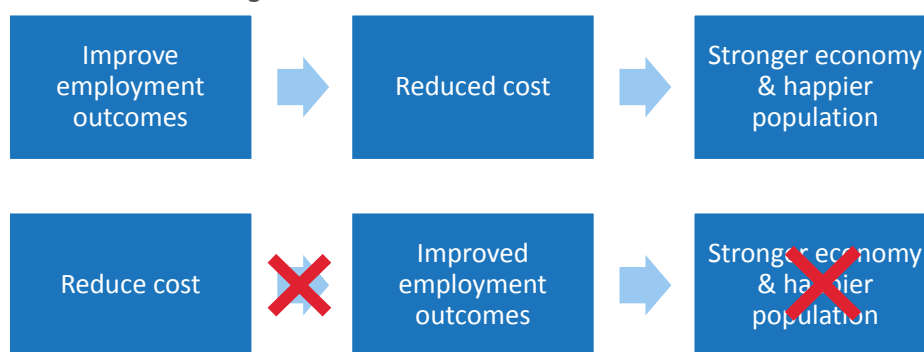 Improve
employment
outcomes
Reduced cost
Stronger economy
& happier
population
Reduce cost
Improved
employment
outcomes
Stronger economy
& happier
population